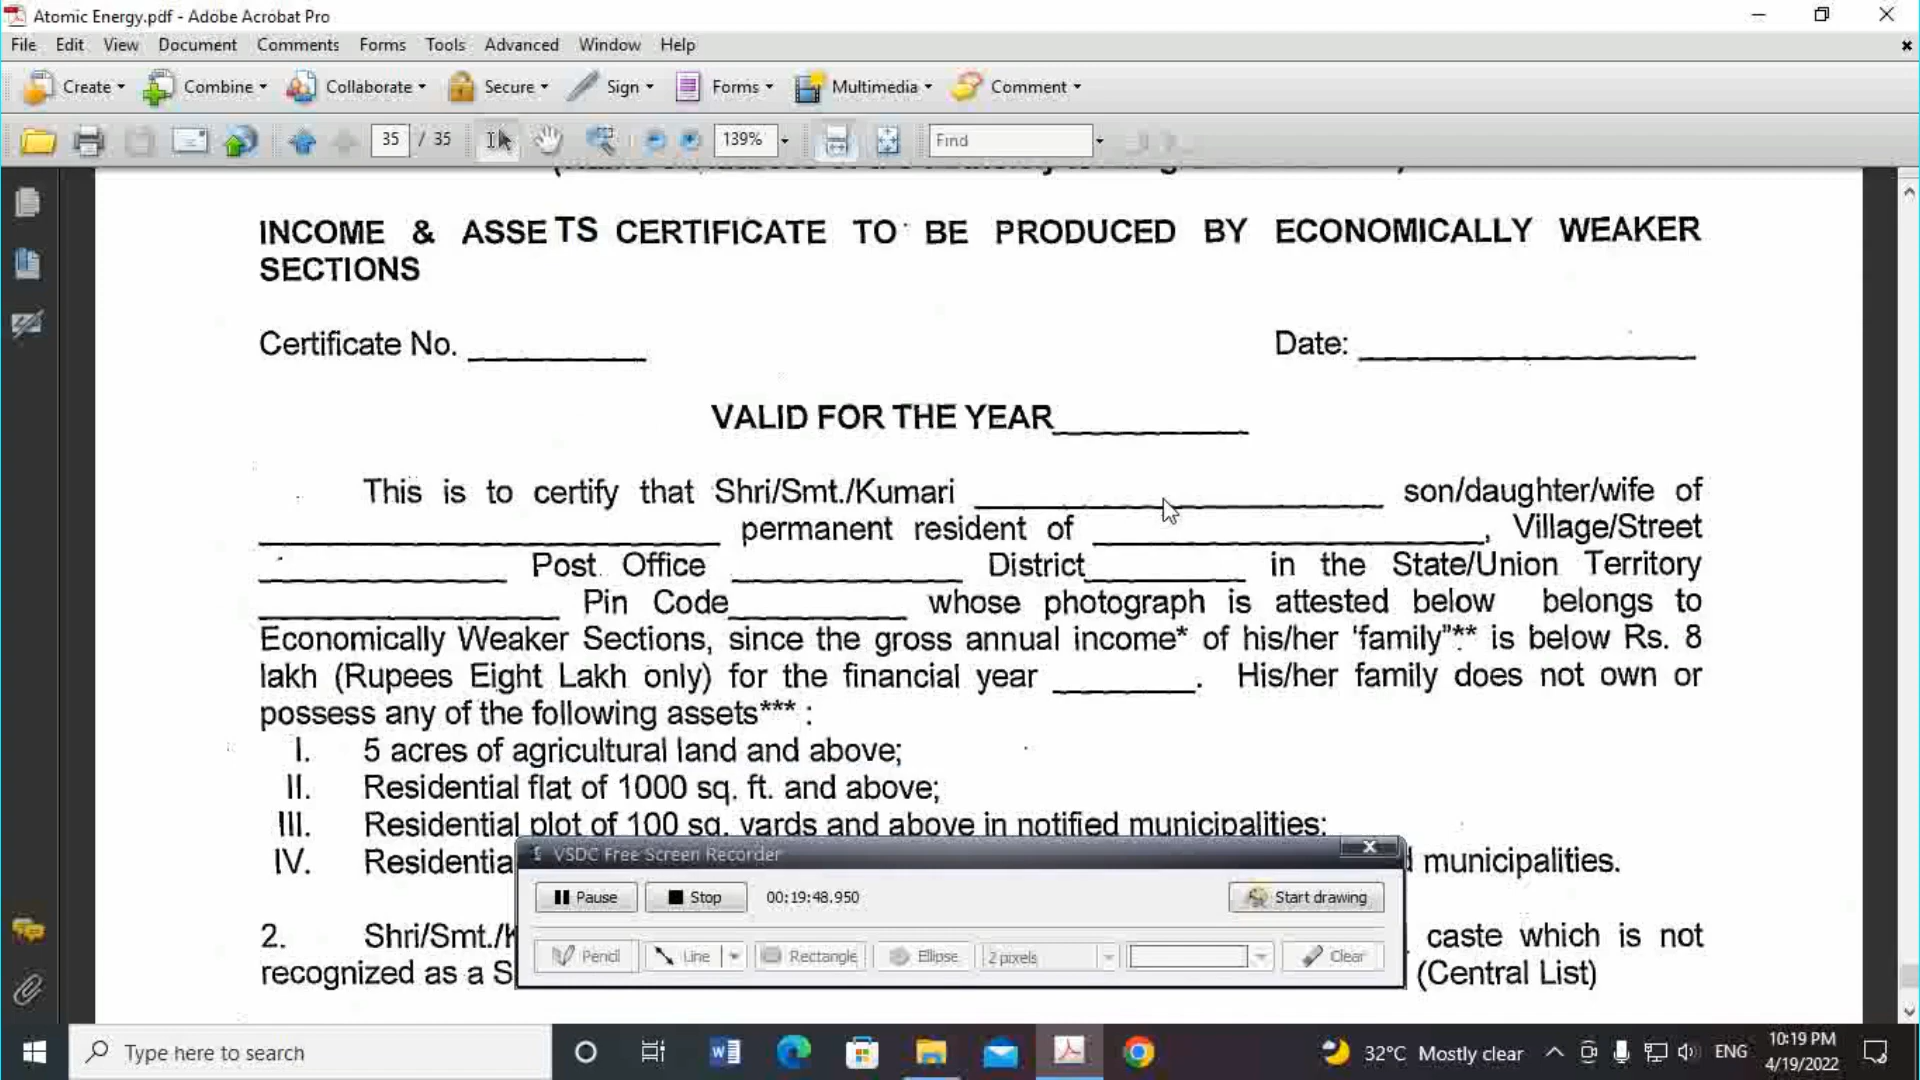 Atomic Energy.pdf - Adobe Acrobat Pro
File Edit View Document Comments Forms Tools Advanced Window Help
Create Combine Collaborate Secure Sign Forms Multimedia Comment
35 / 35 139% Find
INCOME & ASSETS CERTIFICATE TO BE PRODUCED BY ECONOMICALLY WEAKER
SECTIONS
Certificate No. __________ Date: __________
VALID FOR THE YEAR__________
This is to certify that Shri/Smt./Kumari __________ son/daughter/wife of
__________ permanent resident of __________, Village/Street
__________ Post Office __________ District__________ in the State/Union Territory
__________ Pin Code__________ whose photograph is attested below belongs to
Economically Weaker Sections, since the gross annual income* of his/her 'family"** is below Rs. 8
lakh (Rupees Eight Lakh only) for the financial year __________. His/her family does not own or
possess any of the following assets*** :
I. 5 acres of agricultural land and above;
II. Residential flat of 1000 sq. ft. and above;
III. Residential plot of 100 sq. yards and above in notified municipalities;
IV. Residential municipalities.
2. Shri/Smt./K caste which is not
recognized as a S (Central List)
VSDC Free Screen Recorder
Pause Stop 00:19:48.950 Start drawing
Pencil Line Rectangle Ellipse 2 pixels Clear
Type here to search
32°C Mostly clear ENG 10:19 PM
4/19/2022